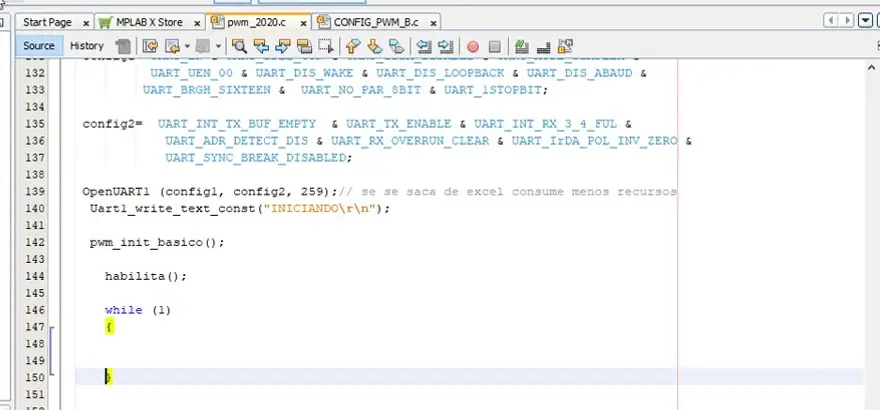 Start Page MPLAB X Store pwm_2020.c CONFIG_PWM_B.c
Source History
132 UART_UEN_00 & UART_DIS_WAKE & UART_DIS_LOOPBACK & UART_DIS_ABAUD &
133 UART_BRGH_SIXTEEN & UART_NO_PAR_8BIT & UART_1STOPBIT;
134
135 config2= UART_INT_TX_BUF_EMPTY & UART_TX_ENABLE & UART_INT_RX_3_4_FUL &
136 UART_ADR_DETECT_DIS & UART_RX_OVERRUN_CLEAR & UART_IrDA_POL_INV_ZERO &
137 UART_SYNC_BREAK_DISABLED;
138
139 OpenUART1 (config1, config2, 259);// se se saca de excel consume menos recursos
140 Uart1_write_text_const("INICIANDO\r\n");
141
142 pwm_init_basico();
143
144 habilita();
145
146 while (1)
147 {
148
149
150 }
151